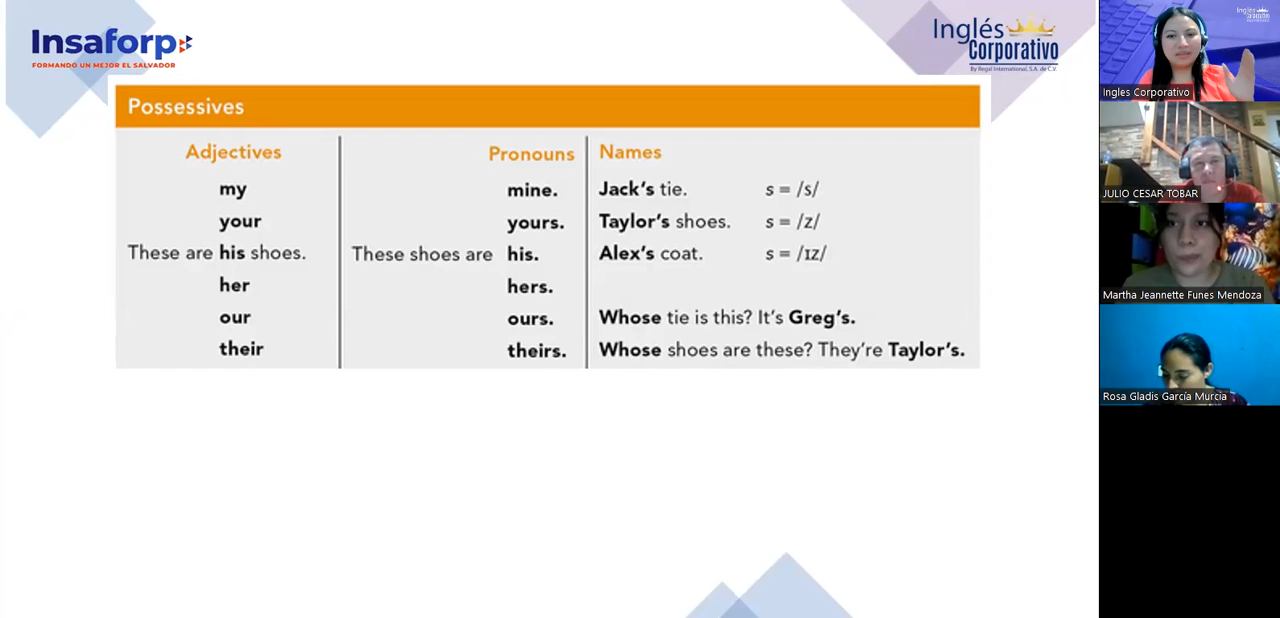 Insaforp
FORMANDO UN MEJOR EL SALVADOR
Inglés
Corporativo
By Regal International, S.A. de C.V.
Possessives
Adjectives
my
your
These are his shoes.
her
our
their
Pronouns
mine.
yours.
These shoes are his.
hers.
ours.
theirs.
Names
Jack's tie. s = /s/
Taylor's shoes. s = /z/
Alex's coat. s = /ɪz/
Whose tie is this? It's Greg's.
Whose shoes are these? They're Taylor's.
Ingles Corporativo
JULIO CESAR TOBAR
Martha Jeannette Funes Mendoza
Rosa Gladis García Murcia